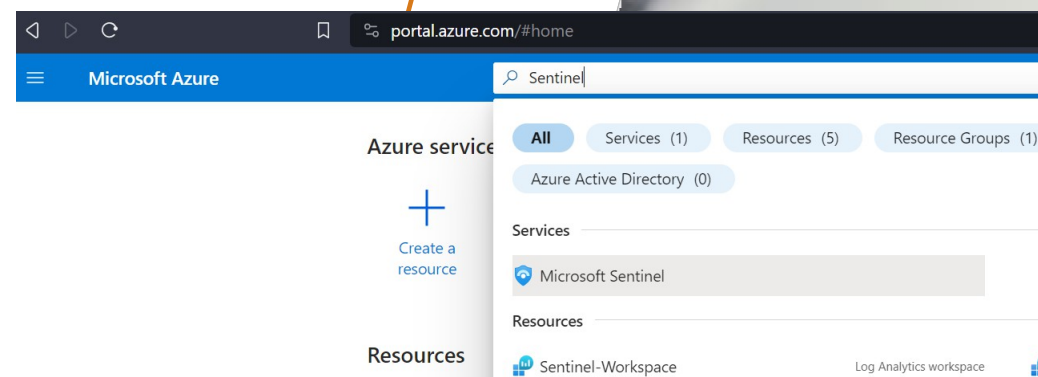 portal.azure.com/#home
Microsoft Azure
Sentinel
Azure service
All Services (1) Resources (5) Resource Groups (1)
Azure Active Directory (0)
Create a
resource
Services
Microsoft Sentinel
Resources
Resources
Sentinel-Workspace Log Analytics workspace